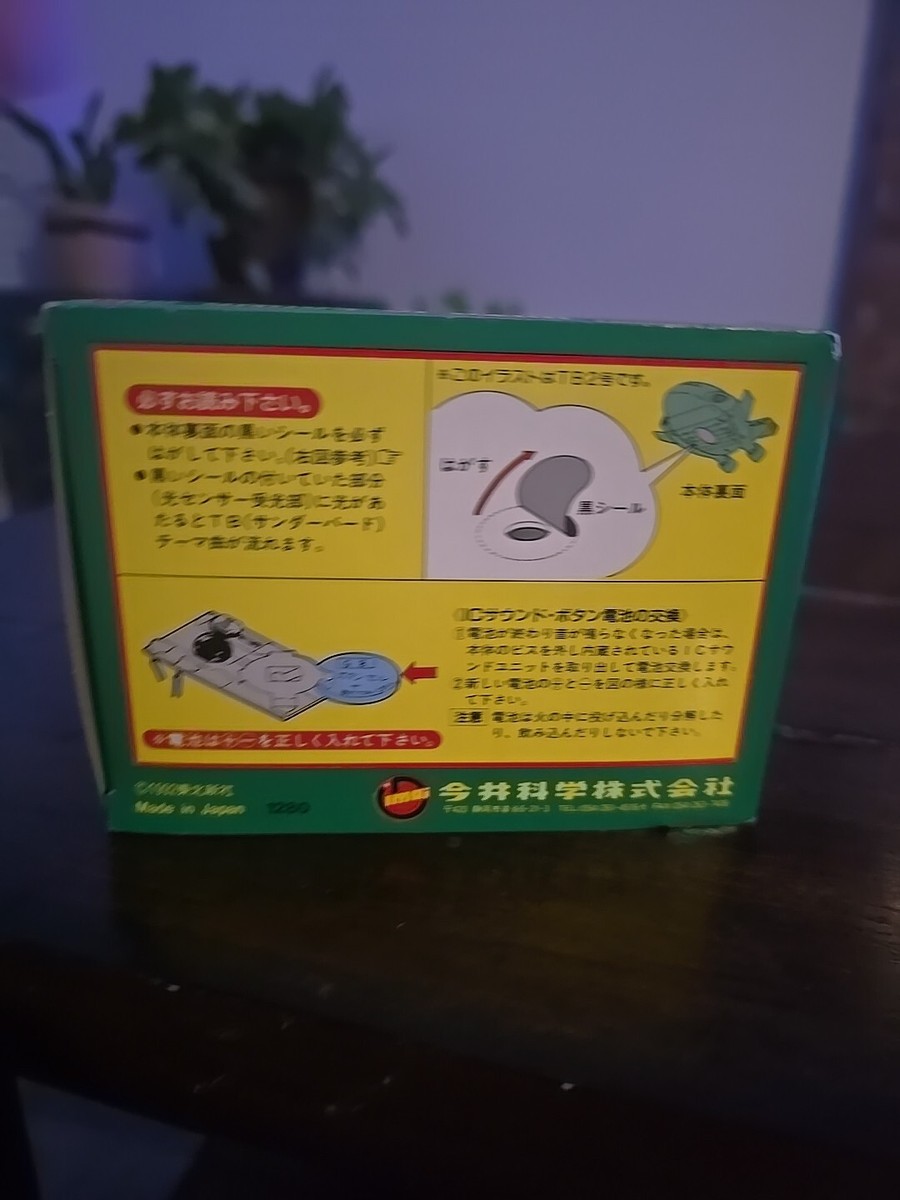 必ずお読み下さい。
●本体裏面の黒いシールを必ず
はがして下さい。(右図参考)☞
●黒いシールの付いていた部分
(光センサー受光部)に光があ
たるとTB(サンダーバード)
テーマ曲が流れます。
※このイラストはTB2号です。
はがす
黒シール
本体裏面
〈ICサウンド・ボタン電池の交換〉
①電池が終わり音が鳴らなくなった場合は、
本体のビスを外し内蔵されているICサウ
ンドユニットを取り出して電池交換します。
②新しい電池の⊕と⊖を図の様に正しく入れ
て下さい。
注意 電池は火の中に投げ込んだり分解した
り、飲み込んだりしないで下さい。
※電池は⊕⊖を正しく入れて下さい。
Made in Japan 1280
今井科学株式会社